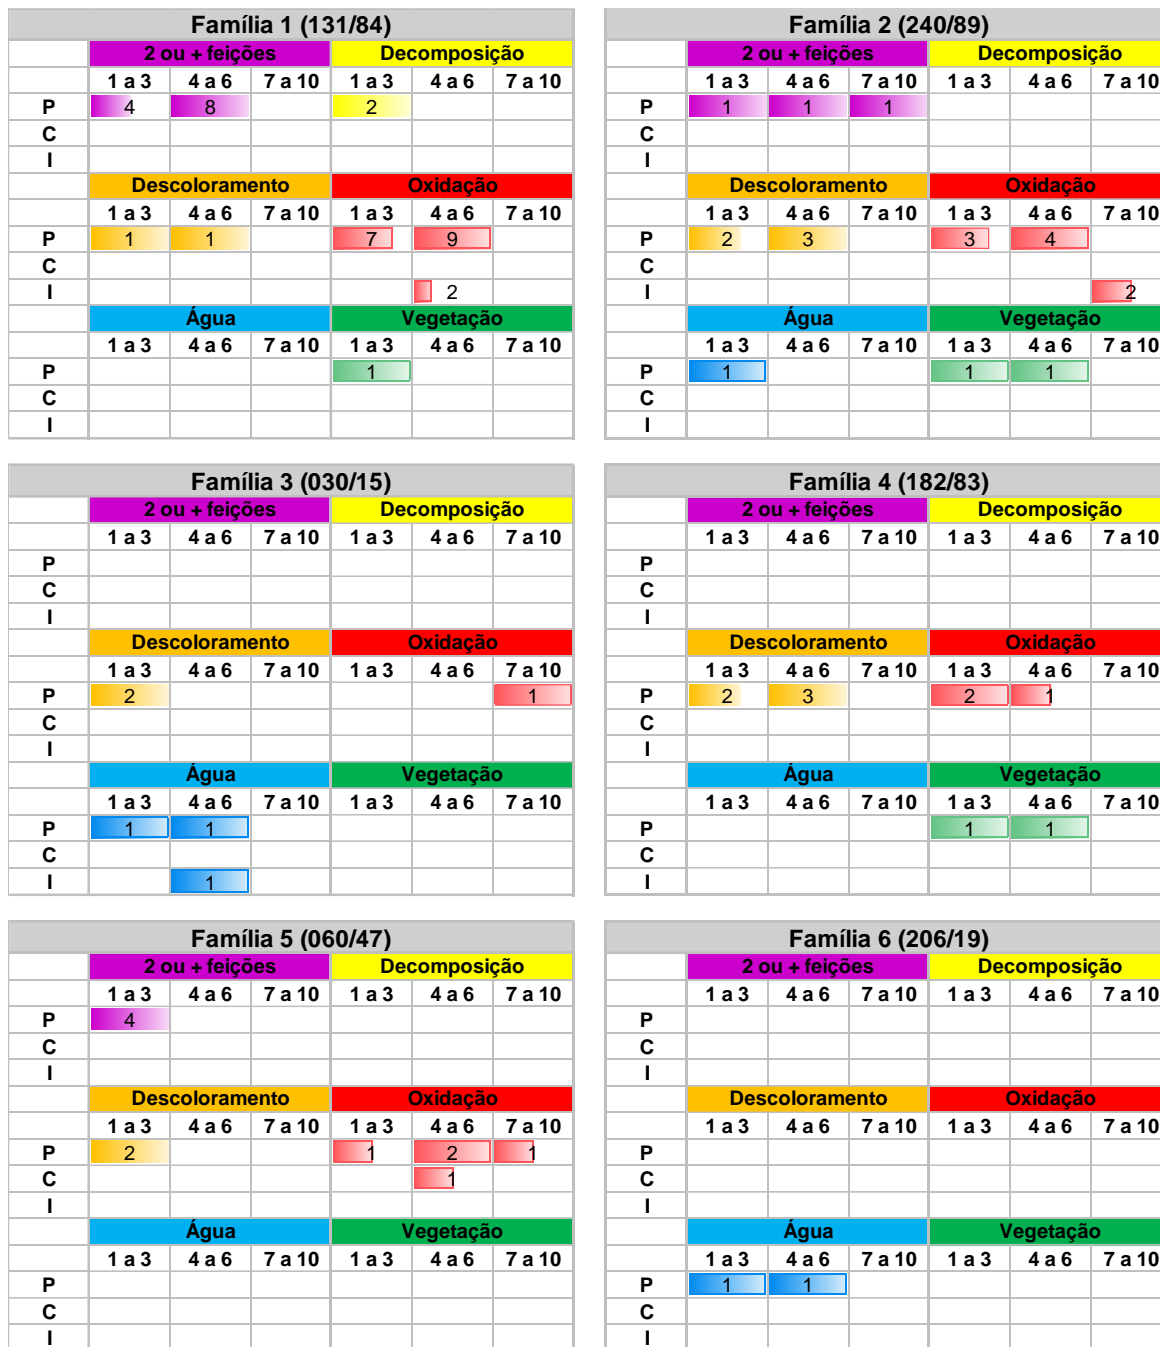 Família 1 (131/84)
2 ou + feições Decomposição
1 a 3 4 a 6 7 a 10 1 a 3 4 a 6 7 a 10
P 4 8 2
C
I
Descoloramento Oxidação
1 a 3 4 a 6 7 a 10 1 a 3 4 a 6 7 a 10
P 1 1 7 9
C
I 2
Água Vegetação
1 a 3 4 a 6 7 a 10 1 a 3 4 a 6 7 a 10
P 1
C
I
Família 2 (240/89)
2 ou + feições Decomposição
1 a 3 4 a 6 7 a 10 1 a 3 4 a 6 7 a 10
P 1 1 1
C
I
Descoloramento Oxidação
1 a 3 4 a 6 7 a 10 1 a 3 4 a 6 7 a 10
P 2 3 3 4
C
I 2
Água Vegetação
1 a 3 4 a 6 7 a 10 1 a 3 4 a 6 7 a 10
P 1 1 1
C
I
Família 3 (030/15)
2 ou + feições Decomposição
1 a 3 4 a 6 7 a 10 1 a 3 4 a 6 7 a 10
P
C
I
Descoloramento Oxidação
1 a 3 4 a 6 7 a 10 1 a 3 4 a 6 7 a 10
P 2 1
C
I
Água Vegetação
1 a 3 4 a 6 7 a 10 1 a 3 4 a 6 7 a 10
P 1 1
C
I 1
Família 4 (182/83)
2 ou + feições Decomposição
1 a 3 4 a 6 7 a 10 1 a 3 4 a 6 7 a 10
P
C
I
Descoloramento Oxidação
1 a 3 4 a 6 7 a 10 1 a 3 4 a 6 7 a 10
P 2 3 2 1
C
I
Água Vegetação
1 a 3 4 a 6 7 a 10 1 a 3 4 a 6 7 a 10
P 1 1
C
I
Família 5 (060/47)
2 ou + feições Decomposição
1 a 3 4 a 6 7 a 10 1 a 3 4 a 6 7 a 10
P 4
C
I
Descoloramento Oxidação
1 a 3 4 a 6 7 a 10 1 a 3 4 a 6 7 a 10
P 2 1 2 1
C 1
I
Água Vegetação
1 a 3 4 a 6 7 a 10 1 a 3 4 a 6 7 a 10
P
C
I
Família 6 (206/19)
2 ou + feições Decomposição
1 a 3 4 a 6 7 a 10 1 a 3 4 a 6 7 a 10
P
C
I
Descoloramento Oxidação
1 a 3 4 a 6 7 a 10 1 a 3 4 a 6 7 a 10
P
C
I
Água Vegetação
1 a 3 4 a 6 7 a 10 1 a 3 4 a 6 7 a 10
P 1 1
C
I